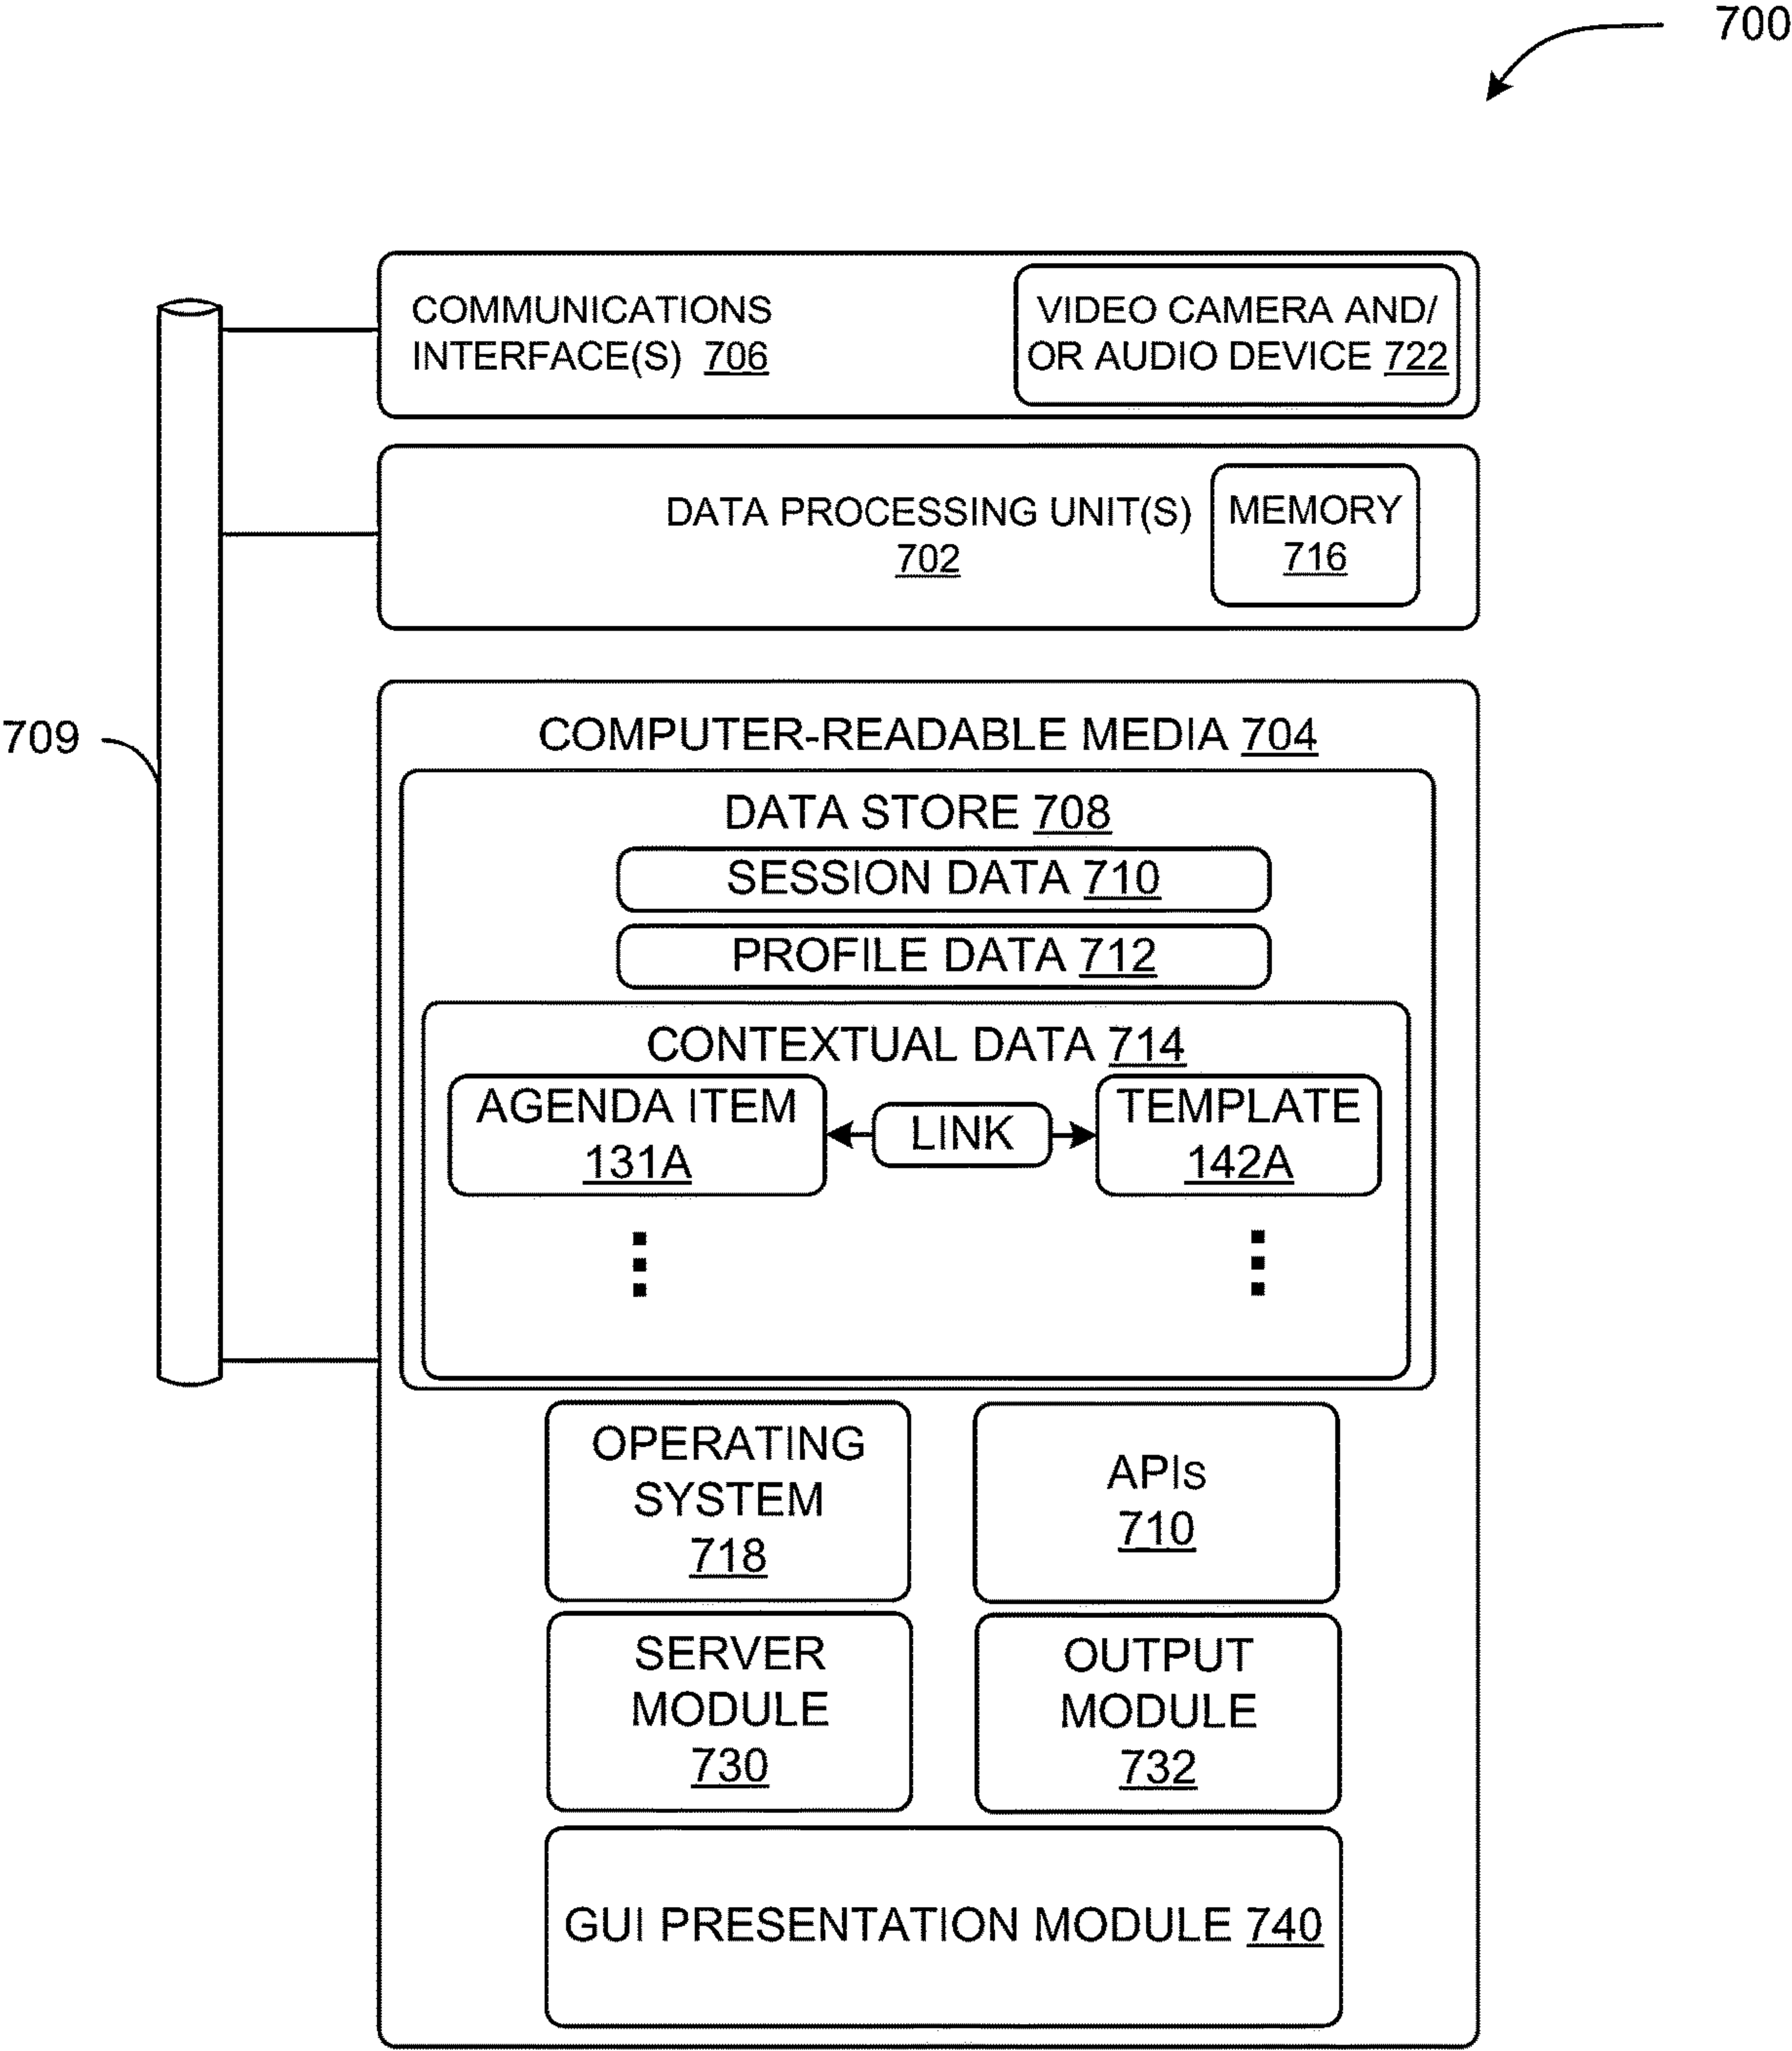 700
COMMUNICATIONS
INTERFACE(S) 706
VIDEO CAMERA AND/
OR AUDIO DEVICE 722
DATA PROCESSING UNIT(S)
702
MEMORY
716
709
COMPUTER-READABLE MEDIA 704
DATA STORE 708
SESSION DATA 710
PROFILE DATA 712
CONTEXTUAL DATA 714
AGENDA ITEM
131A
LINK
TEMPLATE
142A
OPERATING
SYSTEM
718
APIs
710
SERVER
MODULE
730
OUTPUT
MODULE
732
GUI PRESENTATION MODULE 740